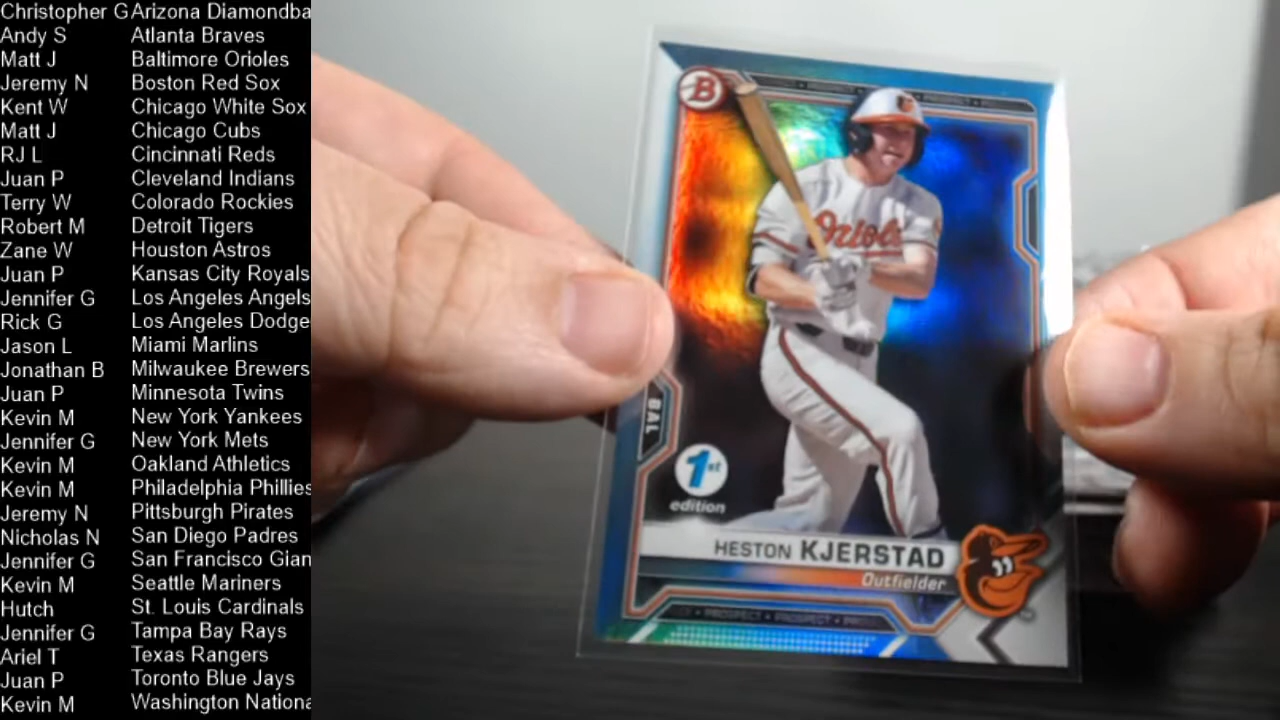 Christopher G Arizona Diamondba
Andy S Atlanta Braves
Matt J Baltimore Orioles
Jeremy N Boston Red Sox
Kent W Chicago White Sox
Matt J Chicago Cubs
RJ L Cincinnati Reds
Juan P Cleveland Indians
Terry W Colorado Rockies
Robert M Detroit Tigers
Zane W Houston Astros
Juan P Kansas City Royals
Jennifer G Los Angeles Angels
Rick G Los Angeles Dodge
Jason L Miami Marlins
Jonathan B Milwaukee Brewers
Juan P Minnesota Twins
Kevin M New York Yankees
Jennifer G New York Mets
Kevin M Oakland Athletics
Kevin M Philadelphia Phillies
Jeremy N Pittsburgh Pirates
Nicholas N San Diego Padres
Jennifer G San Francisco Gian
Kevin M Seattle Mariners
Hutch St. Louis Cardinals
Jennifer G Tampa Bay Rays
Ariel T Texas Rangers
Juan P Toronto Blue Jays
Kevin M Washington Nationa
B
PROSPECT
Orioles
BAL
1st
edition
HESTON KJERSTAD
Outfielder
PROSPECT • PROSPECT